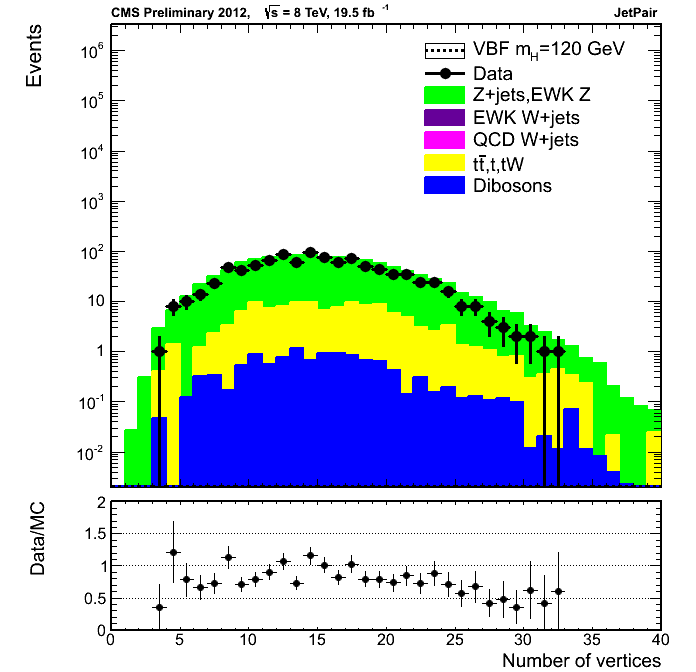 CMS Preliminary 2012, √s = 8 TeV, 19.5 fb⁻¹ JetPair
Events
10⁶
10⁵
10⁴
10³
10²
10
1
10⁻¹
10⁻²
VBF m_H=120 GeV
Data
Z+jets,EWK Z
EWK W+jets
QCD W+jets
tt̅,t,tW
Dibosons
Data/MC
2
1.5
1
0.5
0
0 5 10 15 20 25 30 35 40
Number of vertices